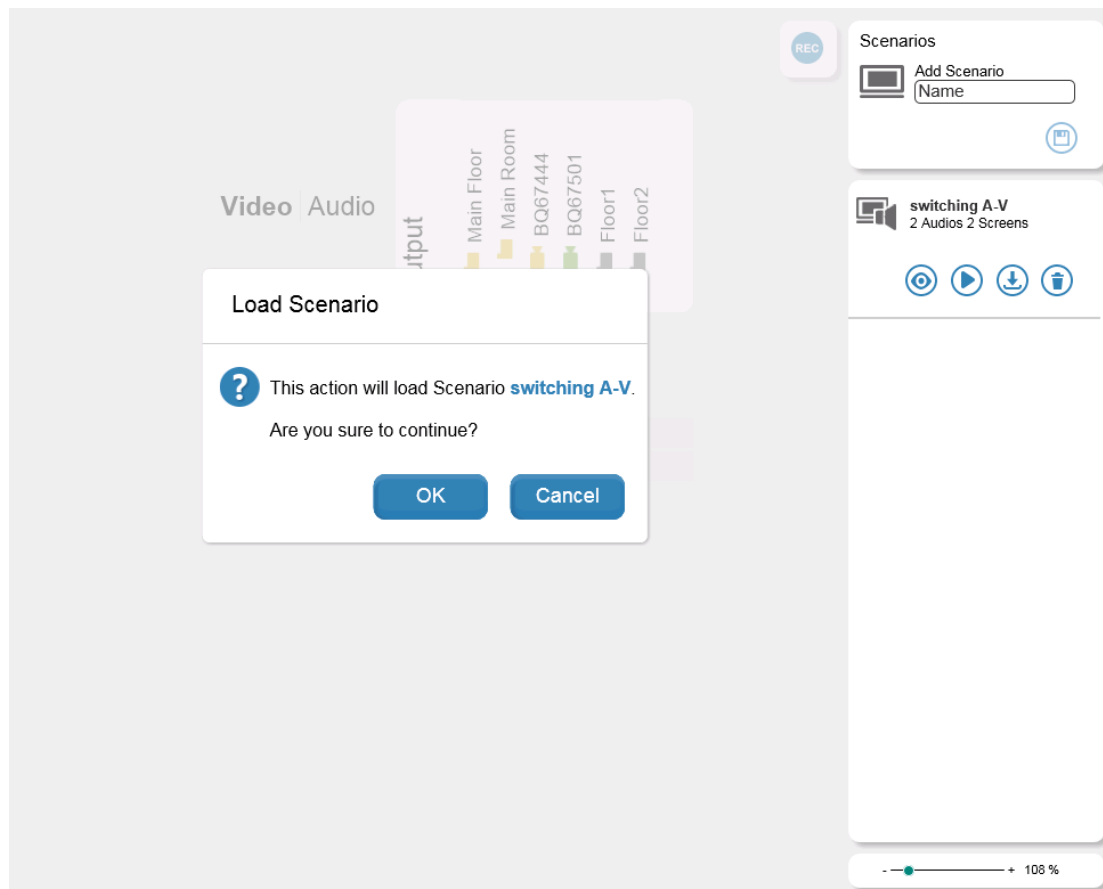 REC
Scenarios
Add Scenario
Name
switching A-V
2 Audios 2 Screens
Video Audio
Main Floor
Main Room
BQ67444
BQ67501
Floor1
Floor2
Load Scenario
?
This action will load Scenario switching A-V.
Are you sure to continue?
OK Cancel
- + 108 %